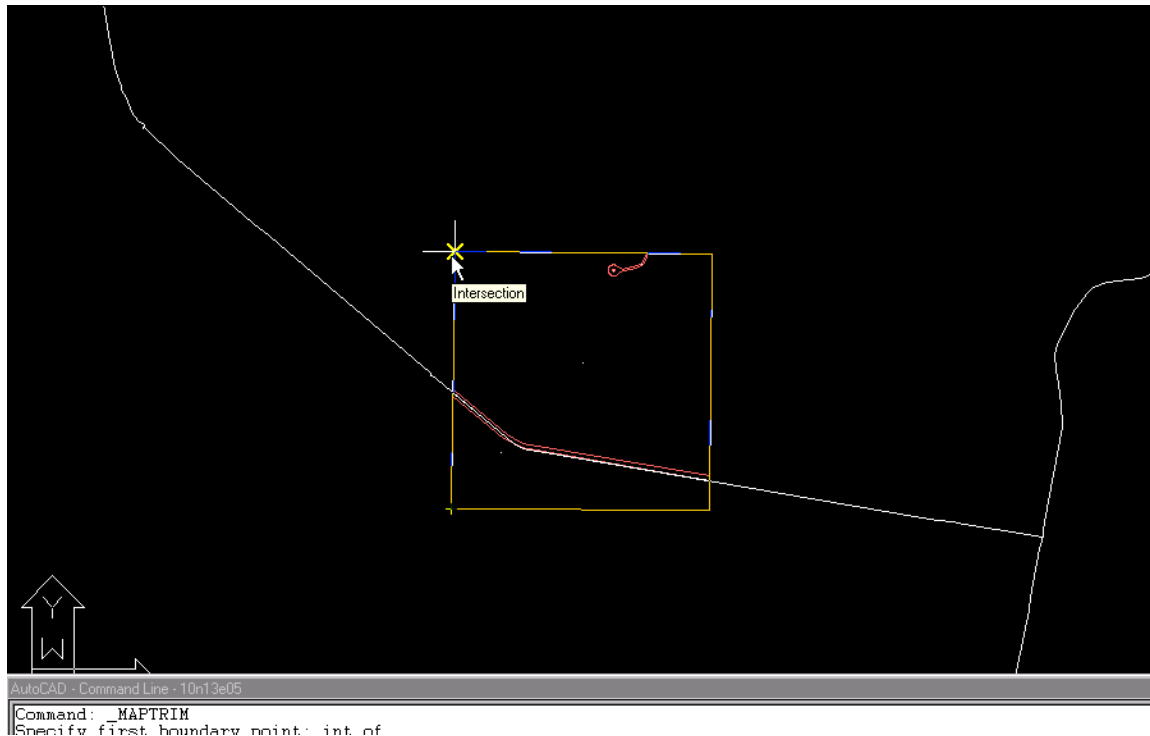 Intersection
Y
W
AutoCAD - Command Line - 10n13e05
Command: _MAPTRIM
Specify first boundary point: int of